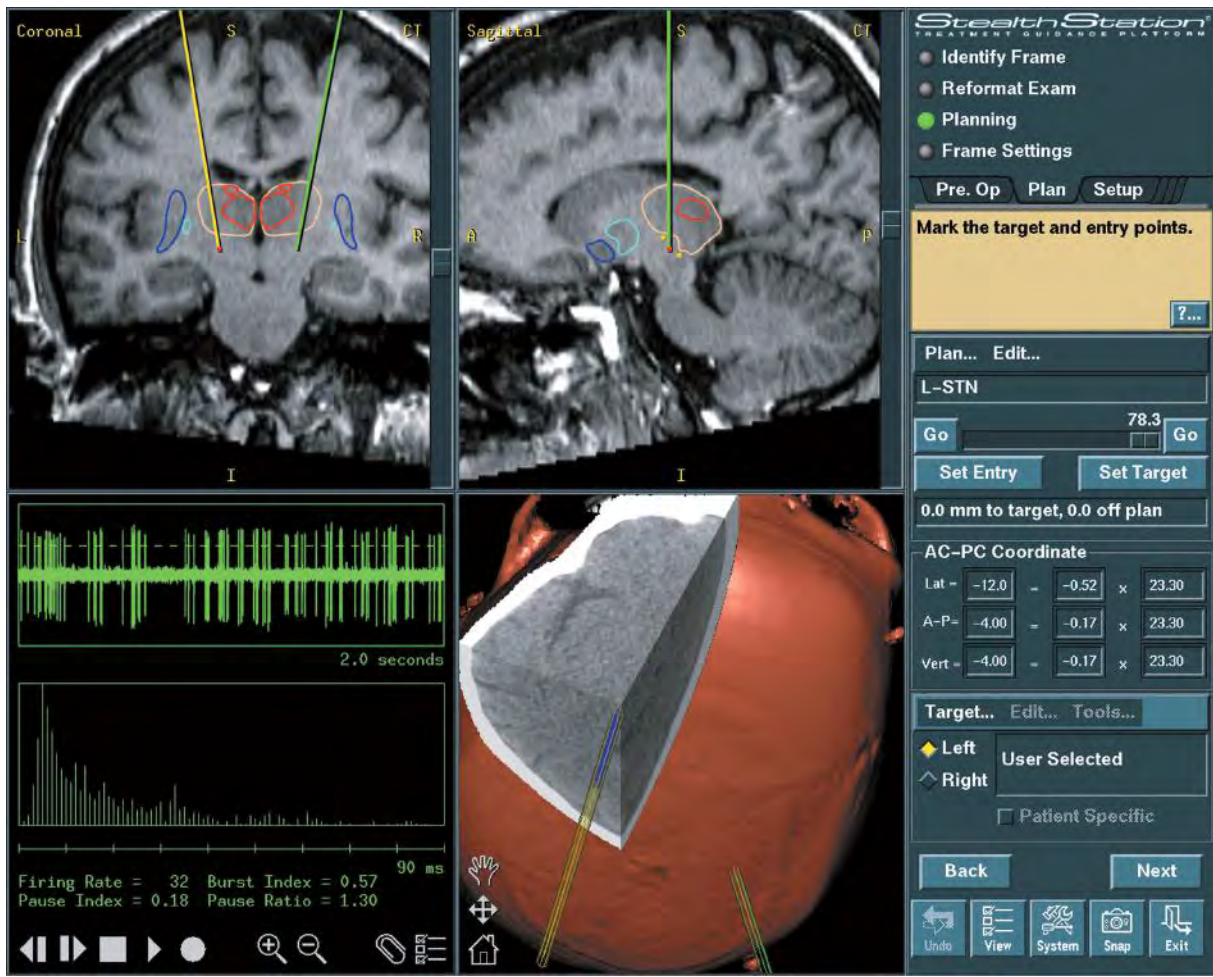 Coronal S CT
L R
I
Sagittal S CT
A P
I
2.0 seconds
90 ms
Firing Rate = 32 Burst Index = 0.57
Pause Index = 0.18 Pause Ratio = 1.30
StealthStation
TREATMENT GUIDANCE PLATFORM
Identify Frame
Reformat Exam
Planning
Frame Settings
Pre. Op Plan Setup
Mark the target and entry points.
?...
Plan... Edit...
L-STN
78.3
Go Go
Set Entry Set Target
0.0 mm to target, 0.0 off plan
AC-PC Coordinate
Lat = -12.0 = -0.52 x 23.30
A-P= -4.00 = -0.17 x 23.30
Vert = -4.00 = -0.17 x 23.30
Target... Edit... Tools...
Left
Right
User Selected
Patient Specific
Back Next
Undo View System Snap Exit